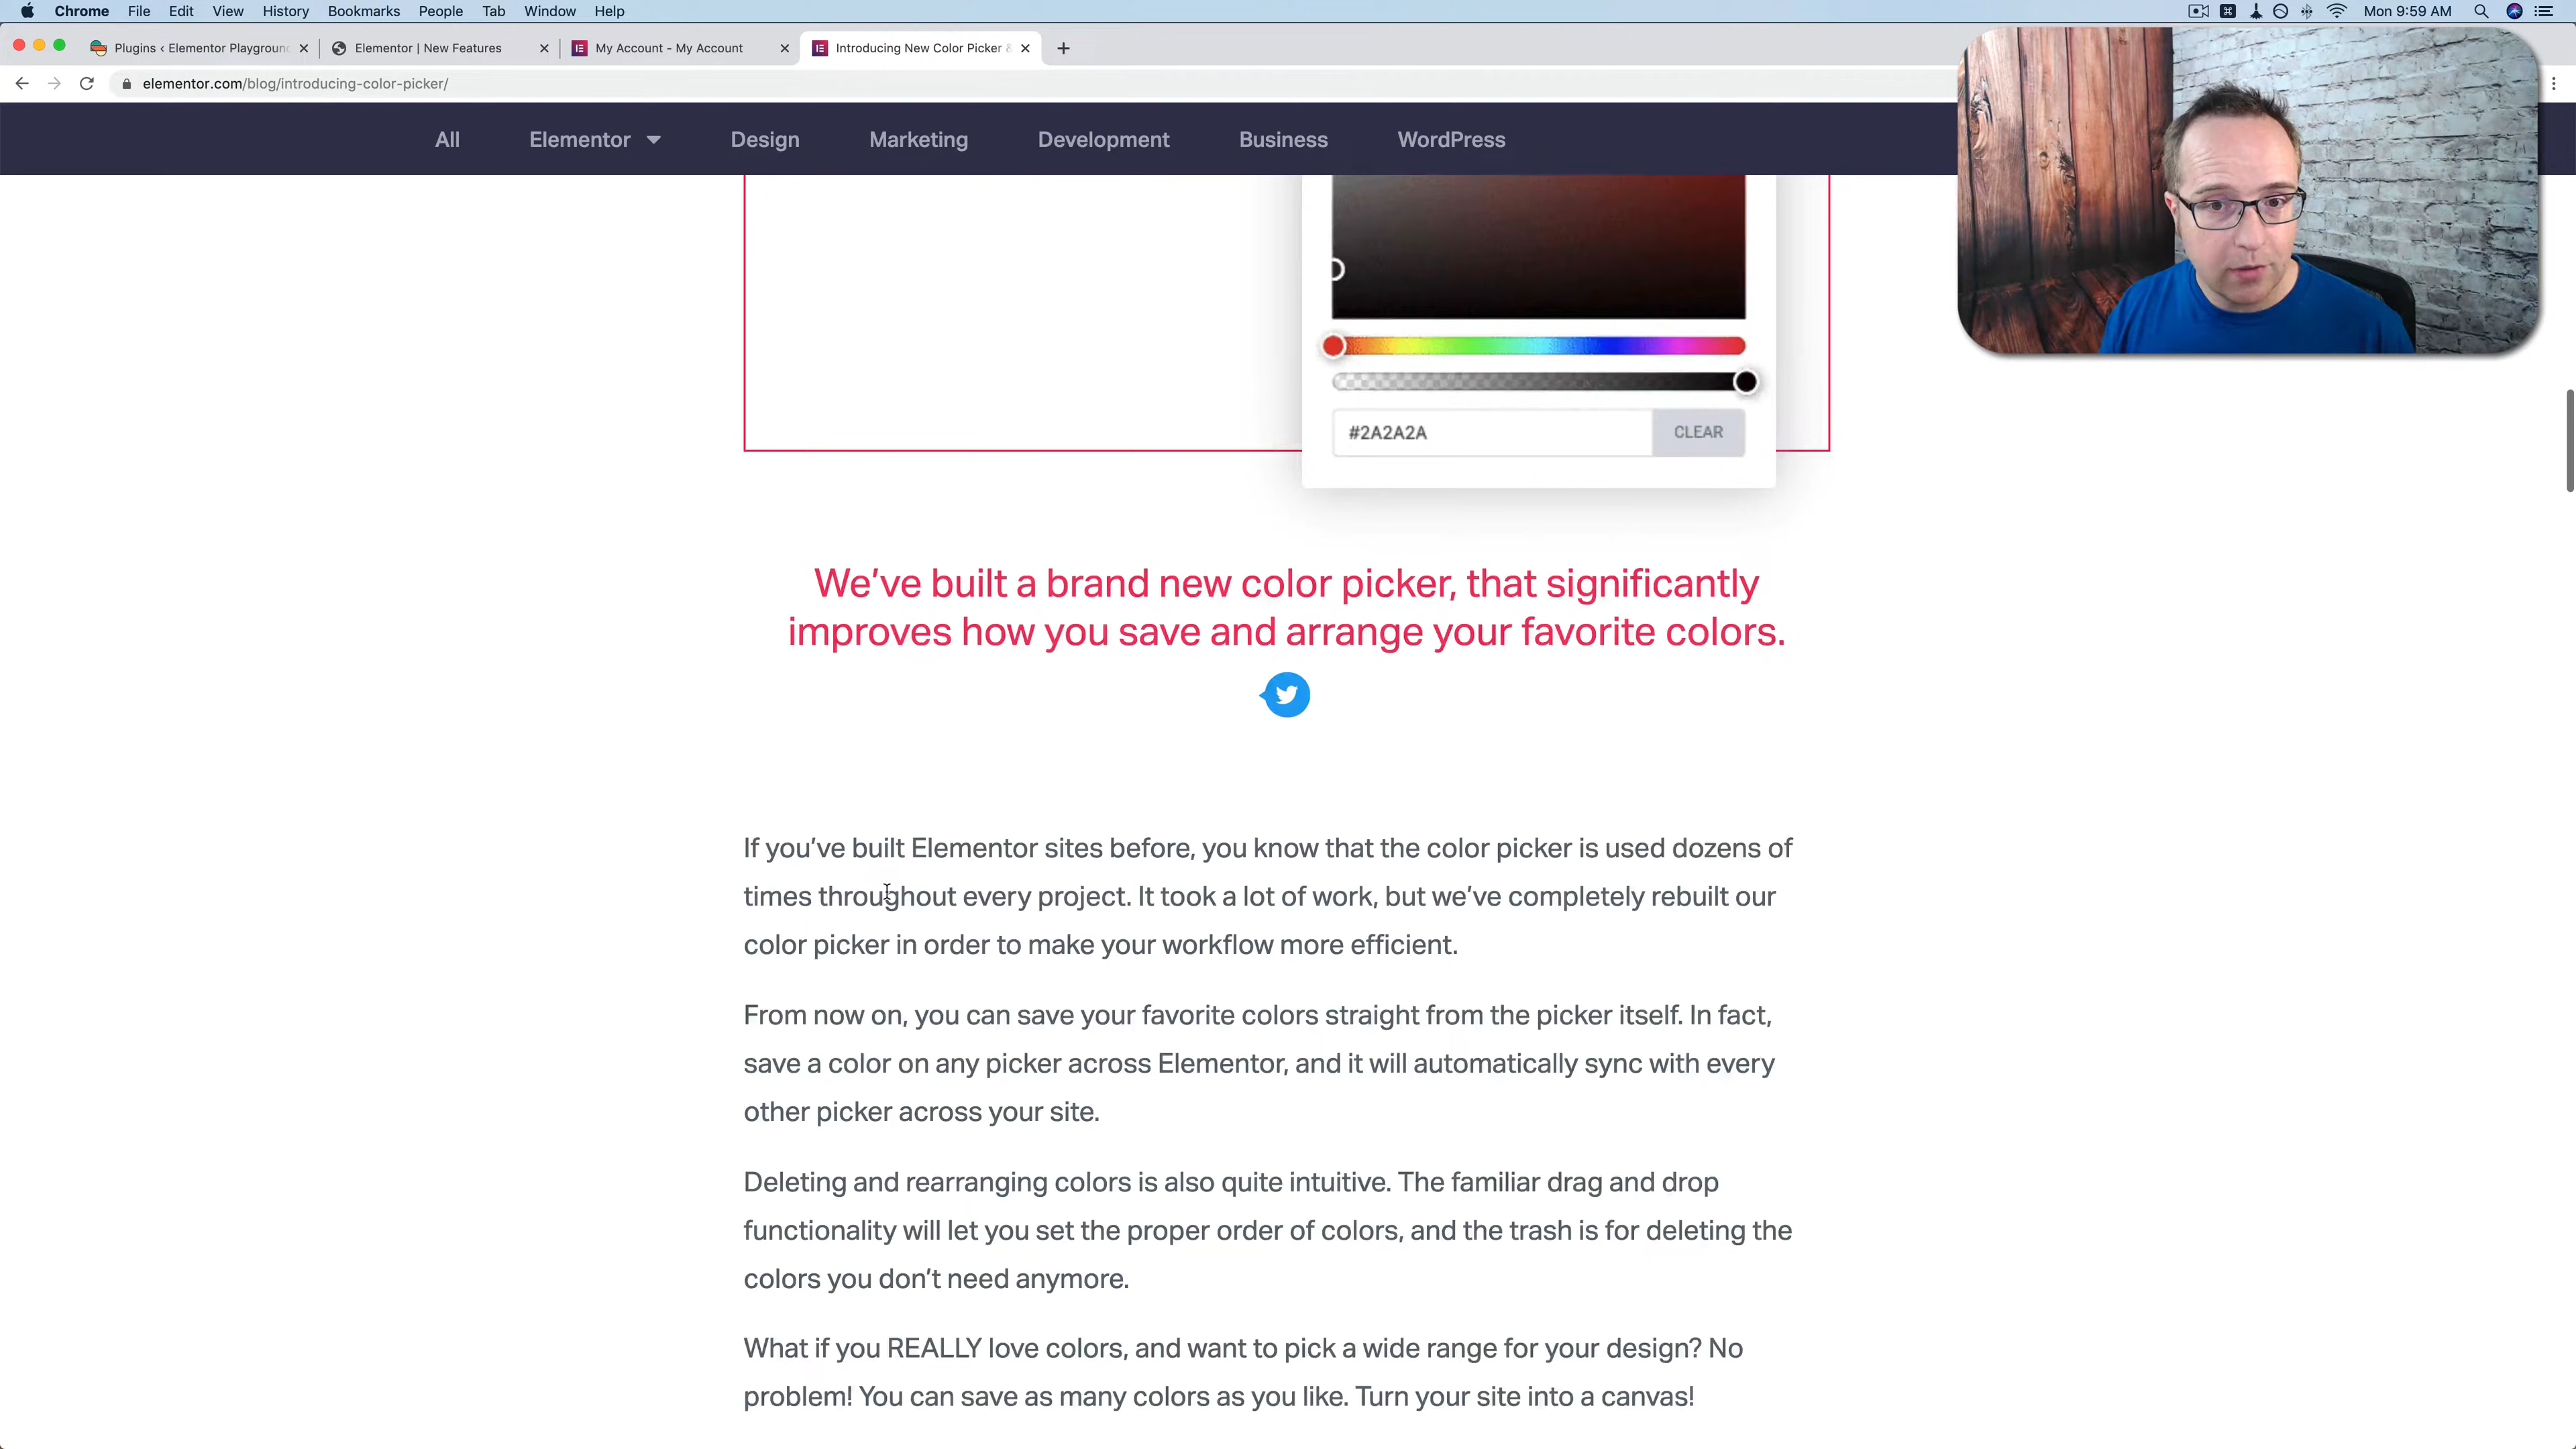 Chrome File Edit View History Bookmarks People Tab Window Help
Mon 9:59 AM
Plugins ‹ Elementor Playground
Elementor | New Features
My Account - My Account
Introducing New Color Picker &
elementor.com/blog/introducing-color-picker/
All
Elementor
Design
Marketing
Development
Business
WordPress
#2A2A2A
CLEAR
We’ve built a brand new color picker, that significantly
improves how you save and arrange your favorite colors.
If you’ve built Elementor sites before, you know that the color picker is used dozens of
times throughout every project. It took a lot of work, but we’ve completely rebuilt our
color picker in order to make your workflow more efficient.
From now on, you can save your favorite colors straight from the picker itself. In fact,
save a color on any picker across Elementor, and it will automatically sync with every
other picker across your site.
Deleting and rearranging colors is also quite intuitive. The familiar drag and drop
functionality will let you set the proper order of colors, and the trash is for deleting the
colors you don’t need anymore.
What if you REALLY love colors, and want to pick a wide range for your design? No
problem! You can save as many colors as you like. Turn your site into a canvas!